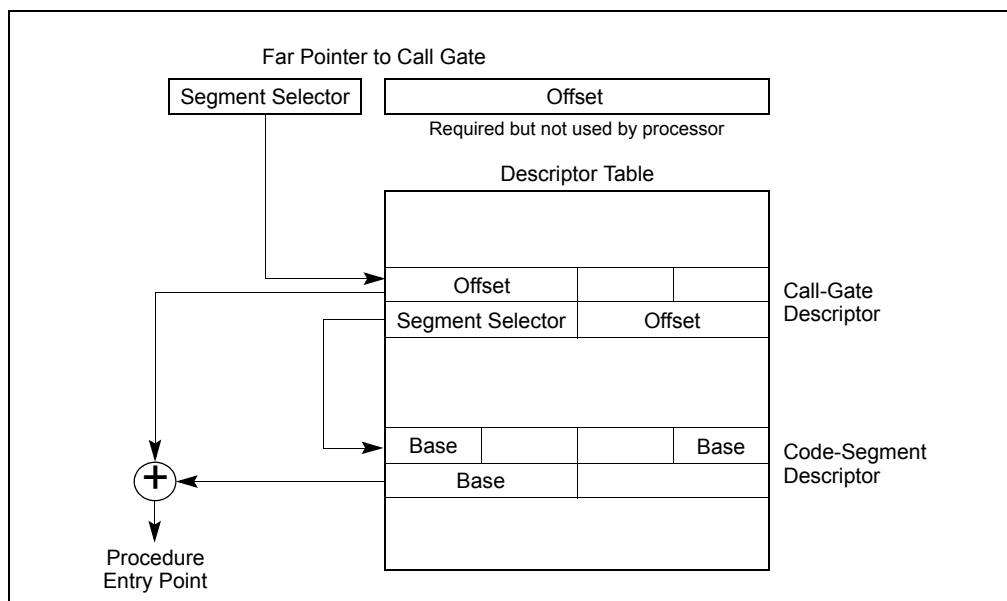 Far Pointer to Call Gate
Segment Selector
Offset
Required but not used by processor
Descriptor Table
Offset
Segment Selector
Offset
Call-Gate
Descriptor
Base
Base
Base
Code-Segment
Descriptor
+
Procedure
Entry Point